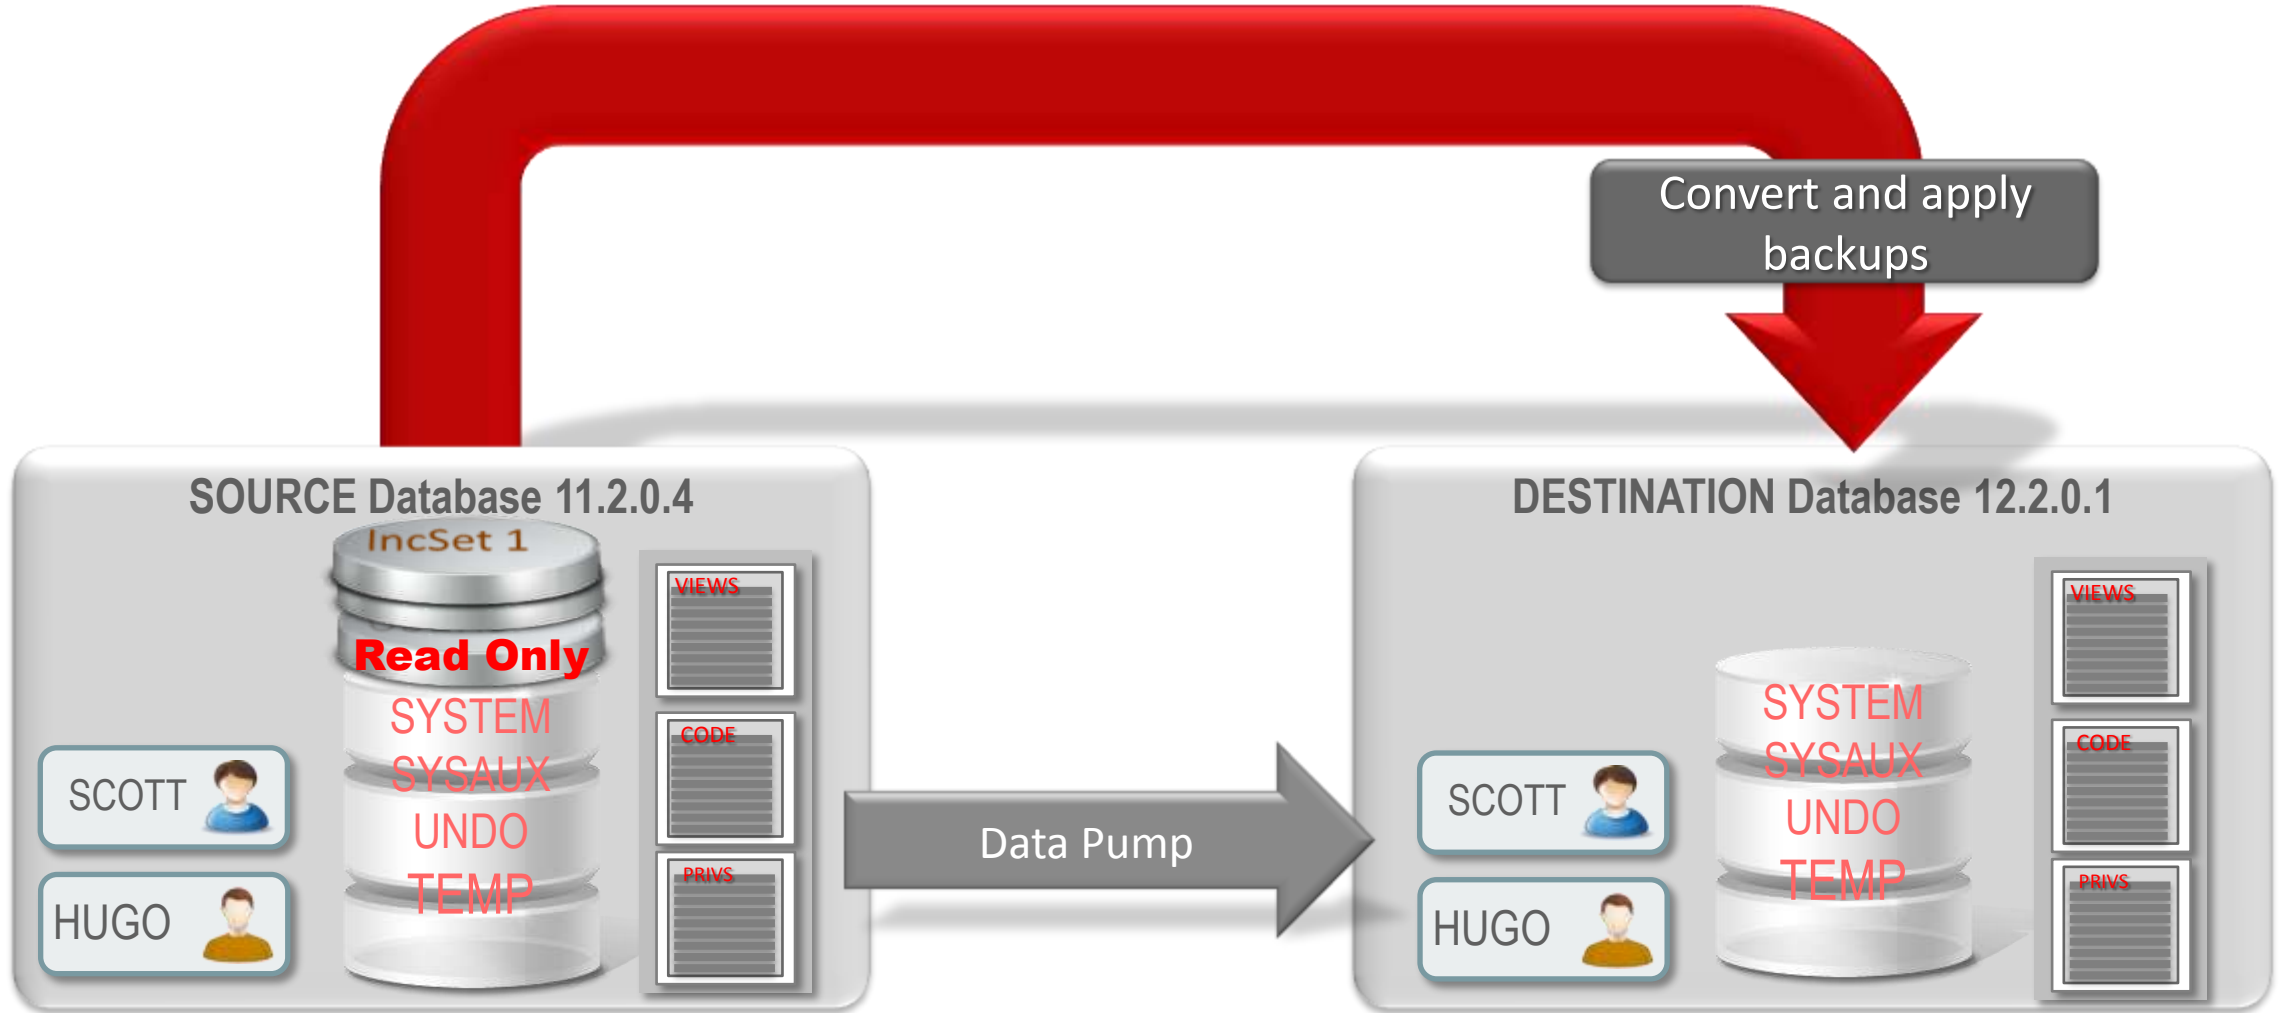 Convert and apply
backups
SOURCE Database 11.2.0.4
IncSet 1
Read Only
SYSTEM
SYSAUX
UNDO
TEMP
SCOTT
HUGO
VIEWS
CODE
PRIVS
Data Pump
DESTINATION Database 12.2.0.1
SCOTT
HUGO
SYSTEM
SYSAUX
UNDO
TEMP
VIEWS
CODE
PRIVS